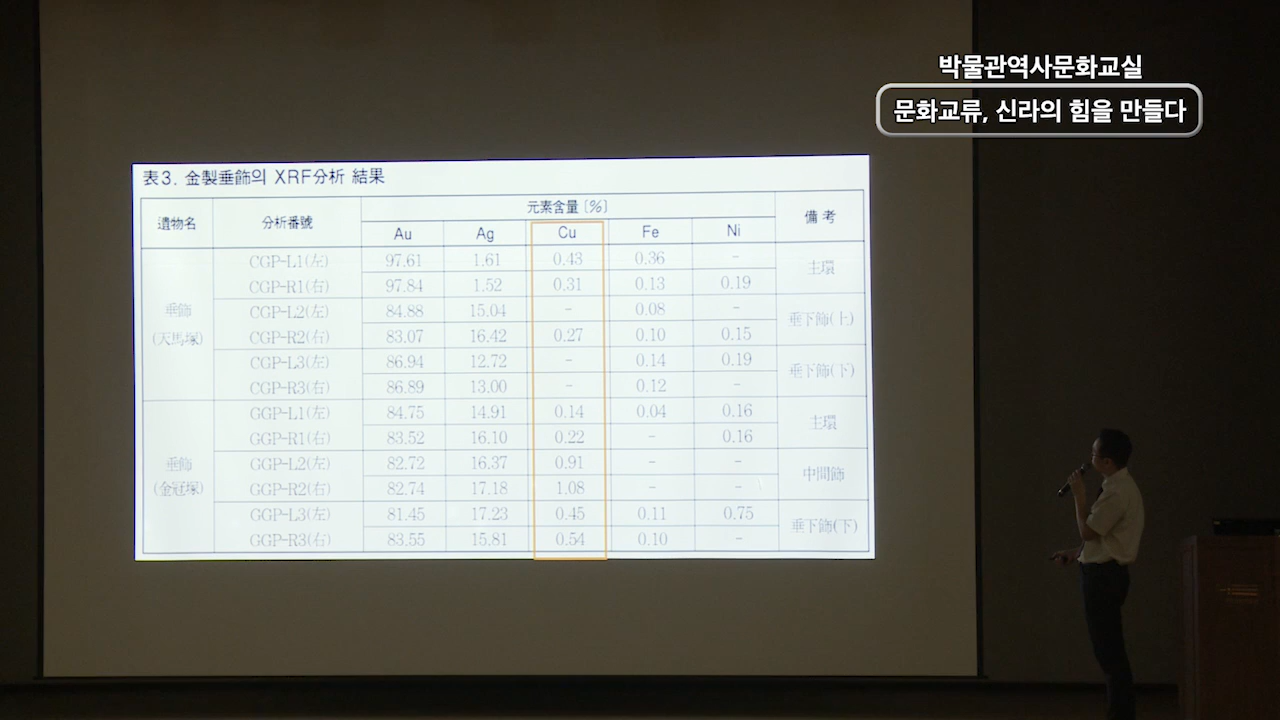 박물관역사문화교실
문화교류, 신라의 힘을 만들다
表3. 金製垂飾의 XRF分析 結果
遺物名 分析番號 元素含量〔%〕 備考
Au Ag Cu Fe Ni
垂飾
(天馬塚)
CGP-L1(左) 97.61 1.61 0.43 0.36 - 主環
CGP-R1(右) 97.84 1.52 0.31 0.13 0.19
CGP-L2(左) 84.88 15.04 - 0.08 - 垂下飾(上)
CGP-R2(右) 83.07 16.42 0.27 0.10 0.15
CGP-L3(左) 86.94 12.72 - 0.14 0.19 垂下飾(下)
CGP-R3(右) 86.89 13.00 - 0.12 -
垂飾
(金冠塚)
GGP-L1(左) 84.75 14.91 0.14 0.04 0.16 主環
GGP-R1(右) 83.52 16.10 0.22 - 0.16
GGP-L2(左) 82.72 16.37 0.91 - - 中間飾
GGP-R2(右) 82.74 17.18 1.08 - -
GGP-L3(左) 81.45 17.23 0.45 0.11 0.75 垂下飾(下)
GGP-R3(右) 83.55 15.81 0.54 0.10 -